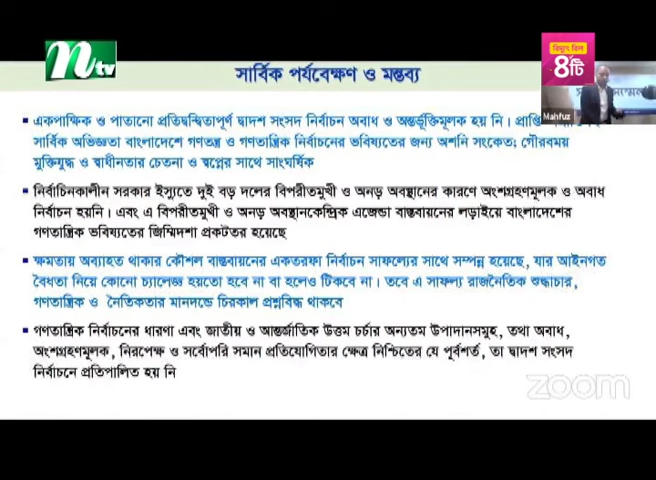 ntv
সার্বিক পর্যবেক্ষণ ও মন্তব্য
বিদ্যুৎ বিল
৪টি
Mahfuz
একপাক্ষিক ও পাতানো প্রতিদ্বন্দ্বিতাপূর্ণ দ্বাদশ সংসদ নির্বাচন অবাধ ও অন্তর্ভূক্তিমূলক হয় নি।
সার্বিক অভিজ্ঞতা বাংলাদেশে গণতন্ত্র ও গণতান্ত্রিক নির্বাচনের ভবিষ্যতের জন্য অশনি সংকেত; গৌরবময়
মুক্তিযুদ্ধ ও স্বাধীনতার চেতনা ও স্বপ্নের সাথে সাংঘর্ষিক
নির্বাচনকালীন সরকার ইস্যুতে দুই বড় দলের বিপরীতমুখী ও অনড় অবস্থানের কারণে অংশগ্রহণমূলক ও অবাধ
নির্বাচন হয়নি। এবং এ বিপরীতমুখী ও অনড় অবস্থানকেন্দ্রিক এজেন্ডা বাস্তবায়নের লড়াইয়ে বাংলাদেশের
গণতান্ত্রিক ভবিষ্যতের জিম্মিদশা প্রকটতর হয়েছে
ক্ষমতায় অব্যাহত থাকার কৌশল বাস্তবায়নের একতরফা নির্বাচন সাফল্যের সাথে সম্পন্ন হয়েছে, যার আইনগত
বৈধতা নিয়ে কোনো চ্যালেঞ্জ হয়তো হবে না বা হলেও টিকবে না। তবে এ সাফল্য রাজনৈতিক শুদ্ধাচার,
গণতান্ত্রিক ও নৈতিকতার মানদন্ডে চিরকাল প্রশ্নবিদ্ধ থাকবে
গণতান্ত্রিক নির্বাচনের ধারণা এবং জাতীয় ও আন্তর্জাতিক উত্তম চর্চার অন্যতম উপাদানসমুহ, তথা অবাধ,
অংশগ্রহণমূলক, নিরপেক্ষ ও সর্বোপরি সমান প্রতিযোগিতার ক্ষেত্র নিশ্চিতের যে পূর্বশর্ত, তা দ্বাদশ সংসদ
নির্বাচনে প্রতিপালিত হয় নি
zoom